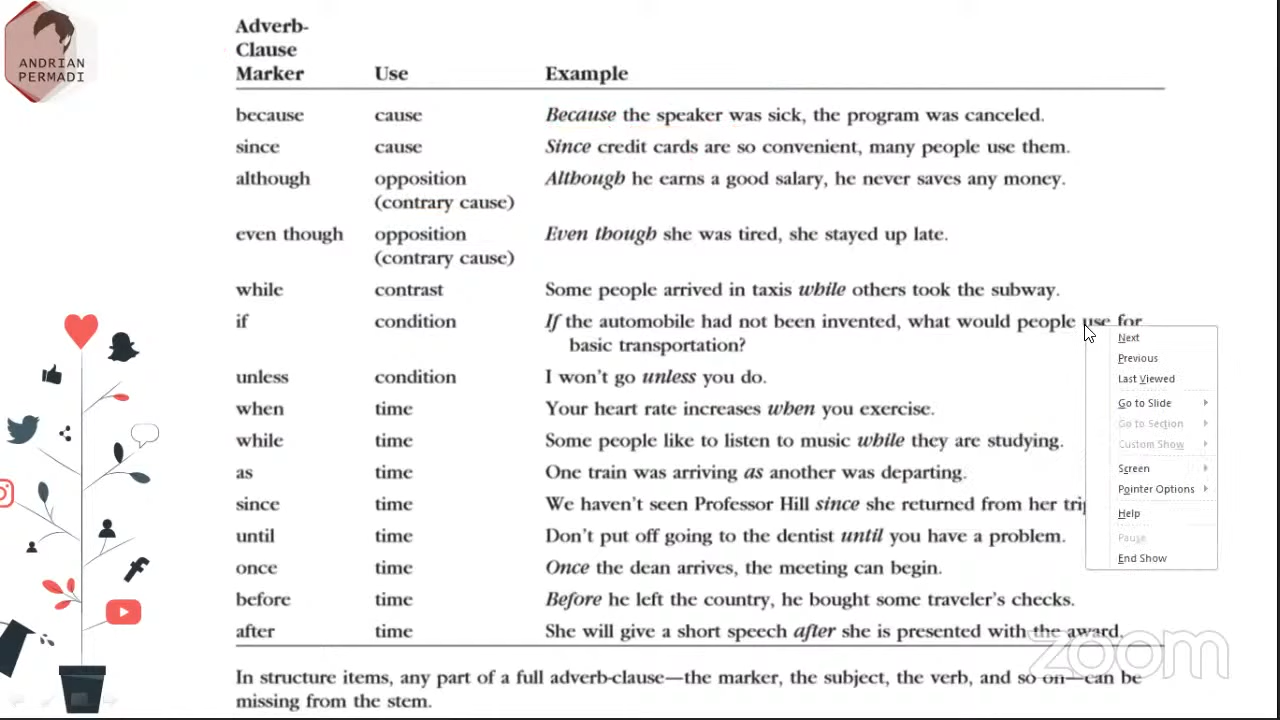 ANDRIAN
PERMADI
Adverb-
Clause
Marker Use Example
because cause Because the speaker was sick, the program was canceled.
since cause Since credit cards are so convenient, many people use them.
although opposition Although he earns a good salary, he never saves any money.
(contrary cause)
even though opposition Even though she was tired, she stayed up late.
(contrary cause)
while contrast Some people arrived in taxis while others took the subway.
if condition If the automobile had not been invented, what would people use for
basic transportation?
unless condition I won't go unless you do.
when time Your heart rate increases when you exercise.
while time Some people like to listen to music while they are studying.
as time One train was arriving as another was departing.
since time We haven't seen Professor Hill since she returned from her
until time Don't put off going to the dentist until you have a problem.
once time Once the dean arrives, the meeting can begin.
before time Before he left the country, he bought some traveler's checks.
after time She will give a short speech after she is presented with the award.
In structure items, any part of a full adverb-clause—the marker, the subject, the verb, and so on—can be
missing from the stem.
Next
Previous
Last Viewed
Go to Slide
Go to Section
Custom Show
Screen
Pointer Options
Help
Pause
End Show
zoom